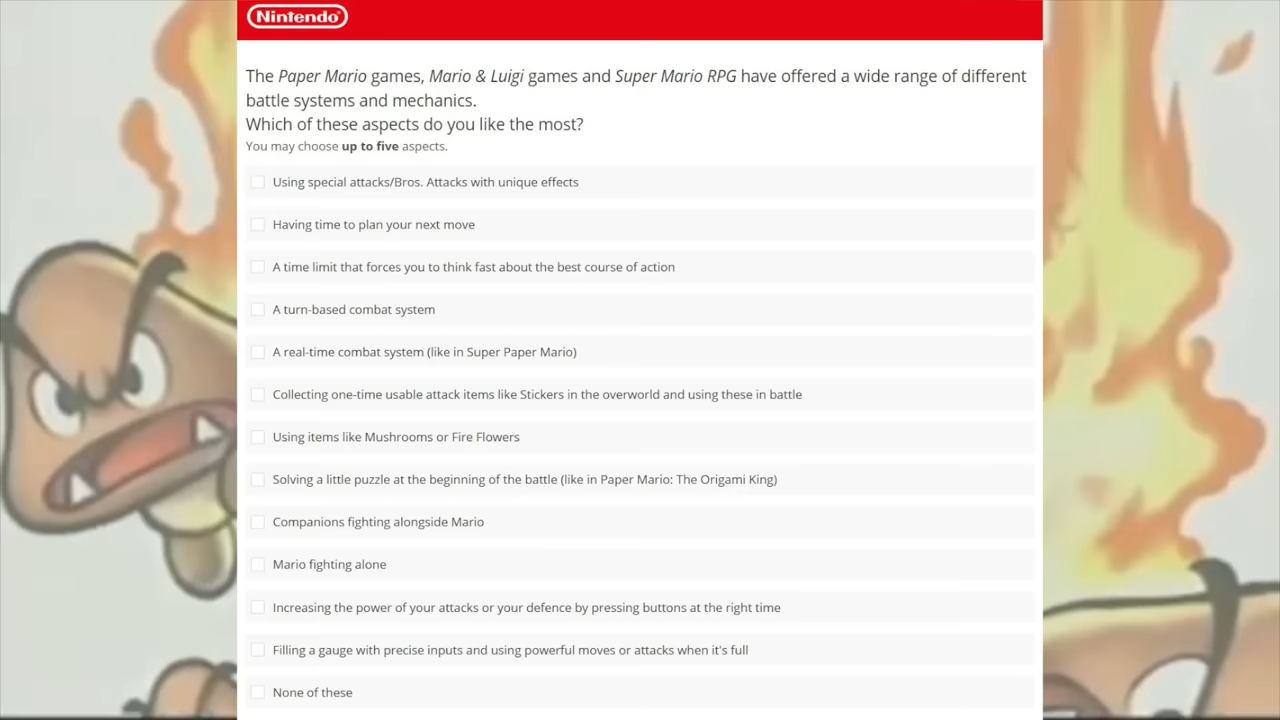 Nintendo
The Paper Mario games, Mario & Luigi games and Super Mario RPG have offered a wide range of different
battle systems and mechanics.
Which of these aspects do you like the most?
You may choose up to five aspects.
Using special attacks/Bros. Attacks with unique effects
Having time to plan your next move
A time limit that forces you to think fast about the best course of action
A turn-based combat system
A real-time combat system (like in Super Paper Mario)
Collecting one-time usable attack items like Stickers in the overworld and using these in battle
Using items like Mushrooms or Fire Flowers
Solving a little puzzle at the beginning of the battle (like in Paper Mario: The Origami King)
Companions fighting alongside Mario
Mario fighting alone
Increasing the power of your attacks or your defence by pressing buttons at the right time
Filling a gauge with precise inputs and using powerful moves or attacks when it's full
None of these